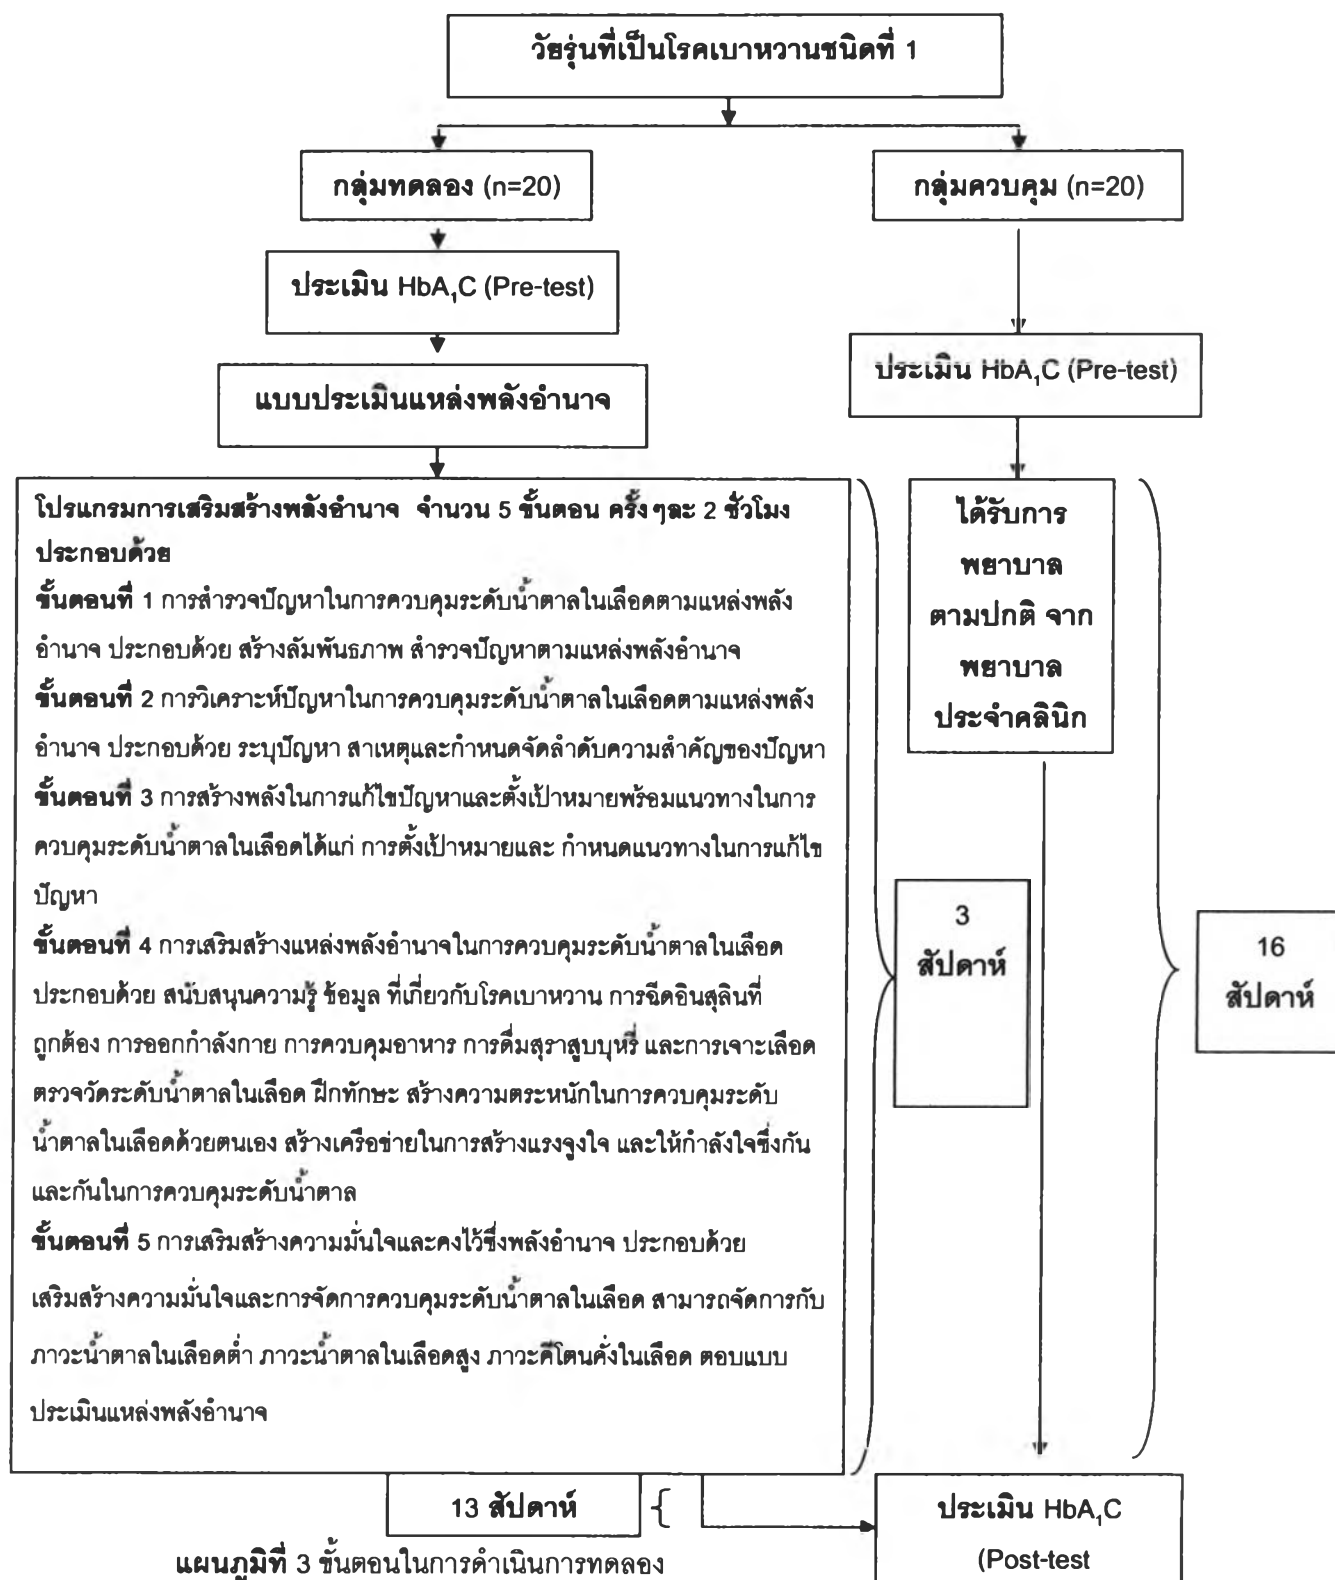 วัยรุ่นที่เป็นโรคเบาหวานชนิดที่ 1
กลุ่มทดลอง (n=20)
กลุ่มควบคุม (n=20)
ประเมิน HbA₁C (Pre-test)
ประเมิน HbA₁C (Pre-test)
แบบประเมินแหล่งพลังอำนาจ
โปรแกรมการเสริมสร้างพลังอำนาจ จำนวน 5 ขั้นตอน ครั้งๆละ 2 ชั่วโมง
ประกอบด้วย
ขั้นตอนที่ 1 การสำรวจปัญหาในการควบคุมระดับน้ำตาลในเลือดตามแหล่งพลัง
อำนาจ ประกอบด้วย สร้างสัมพันธภาพ สำรวจปัญหาตามแหล่งพลังอำนาจ
ขั้นตอนที่ 2 การวิเคราะห์ปัญหาในการควบคุมระดับน้ำตาลในเลือดตามแหล่งพลัง
อำนาจ ประกอบด้วย ระบุปัญหา สาเหตุและกำหนดจัดลำดับความสำคัญของปัญหา
ขั้นตอนที่ 3 การสร้างพลังในการแก้ไขปัญหาและตั้งเป้าหมายพร้อมแนวทางในการ
ควบคุมระดับน้ำตาลในเลือดได้แก่ การตั้งเป้าหมายและ กำหนดแนวทางในการแก้ไข
ปัญหา
ขั้นตอนที่ 4 การเสริมสร้างแหล่งพลังอำนาจในการควบคุมระดับน้ำตาลในเลือด
ประกอบด้วย สนับสนุนความรู้ ข้อมูล ที่เกี่ยวกับโรคเบาหวาน การฉีดอินสุลินที่
ถูกต้อง การออกกำลังกาย การควบคุมอาหาร การดื่มสุราสูบบุหรี่ และการเจาะเลือด
ตรวจวัดระดับน้ำตาลในเลือด ฝึกทักษะ สร้างความตระหนักในการควบคุมระดับ
น้ำตาลในเลือดด้วยตนเอง สร้างเครือข่ายในการสร้างแรงจูงใจ และให้กำลังใจซึ่งกัน
และกันในการควบคุมระดับน้ำตาล
ขั้นตอนที่ 5 การเสริมสร้างความมั่นใจและคงไว้ซึ่งพลังอำนาจ ประกอบด้วย
เสริมสร้างความมั่นใจและการจัดการควบคุมระดับน้ำตาลในเลือด สามารถจัดการกับ
ภาวะน้ำตาลในเลือดต่ำ ภาวะน้ำตาลในเลือดสูง ภาวะคีโตนคั่งในเลือด ตอบแบบ
ประเมินแหล่งพลังอำนาจ
ได้รับการ
พยาบาล
ตามปกติ จาก
พยาบาล
ประจำคลินิก
3
สัปดาห์
16
สัปดาห์
13 สัปดาห์
ประเมิน HbA₁C
(Post-test
แผนภูมิที่ 3 ขั้นตอนในการดำเนินการทดลอง